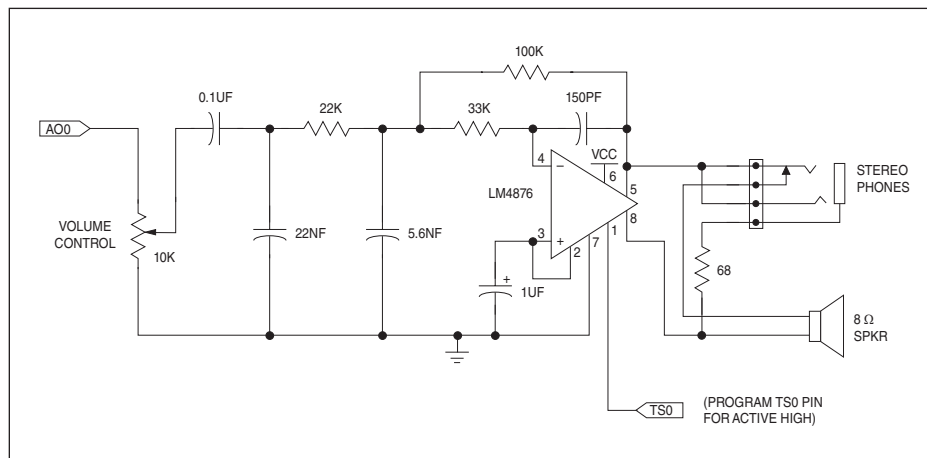 100K
0.1UF
22K
33K
150PF
AO0
VCC
4
−
6
5
LM4876
8
STEREO
PHONES
VOLUME
CONTROL
10K
22NF
5.6NF
3
+
2
7
1
+
1UF
68
8 Ω
SPKR
TS0
(PROGRAM TS0 PIN
FOR ACTIVE HIGH)